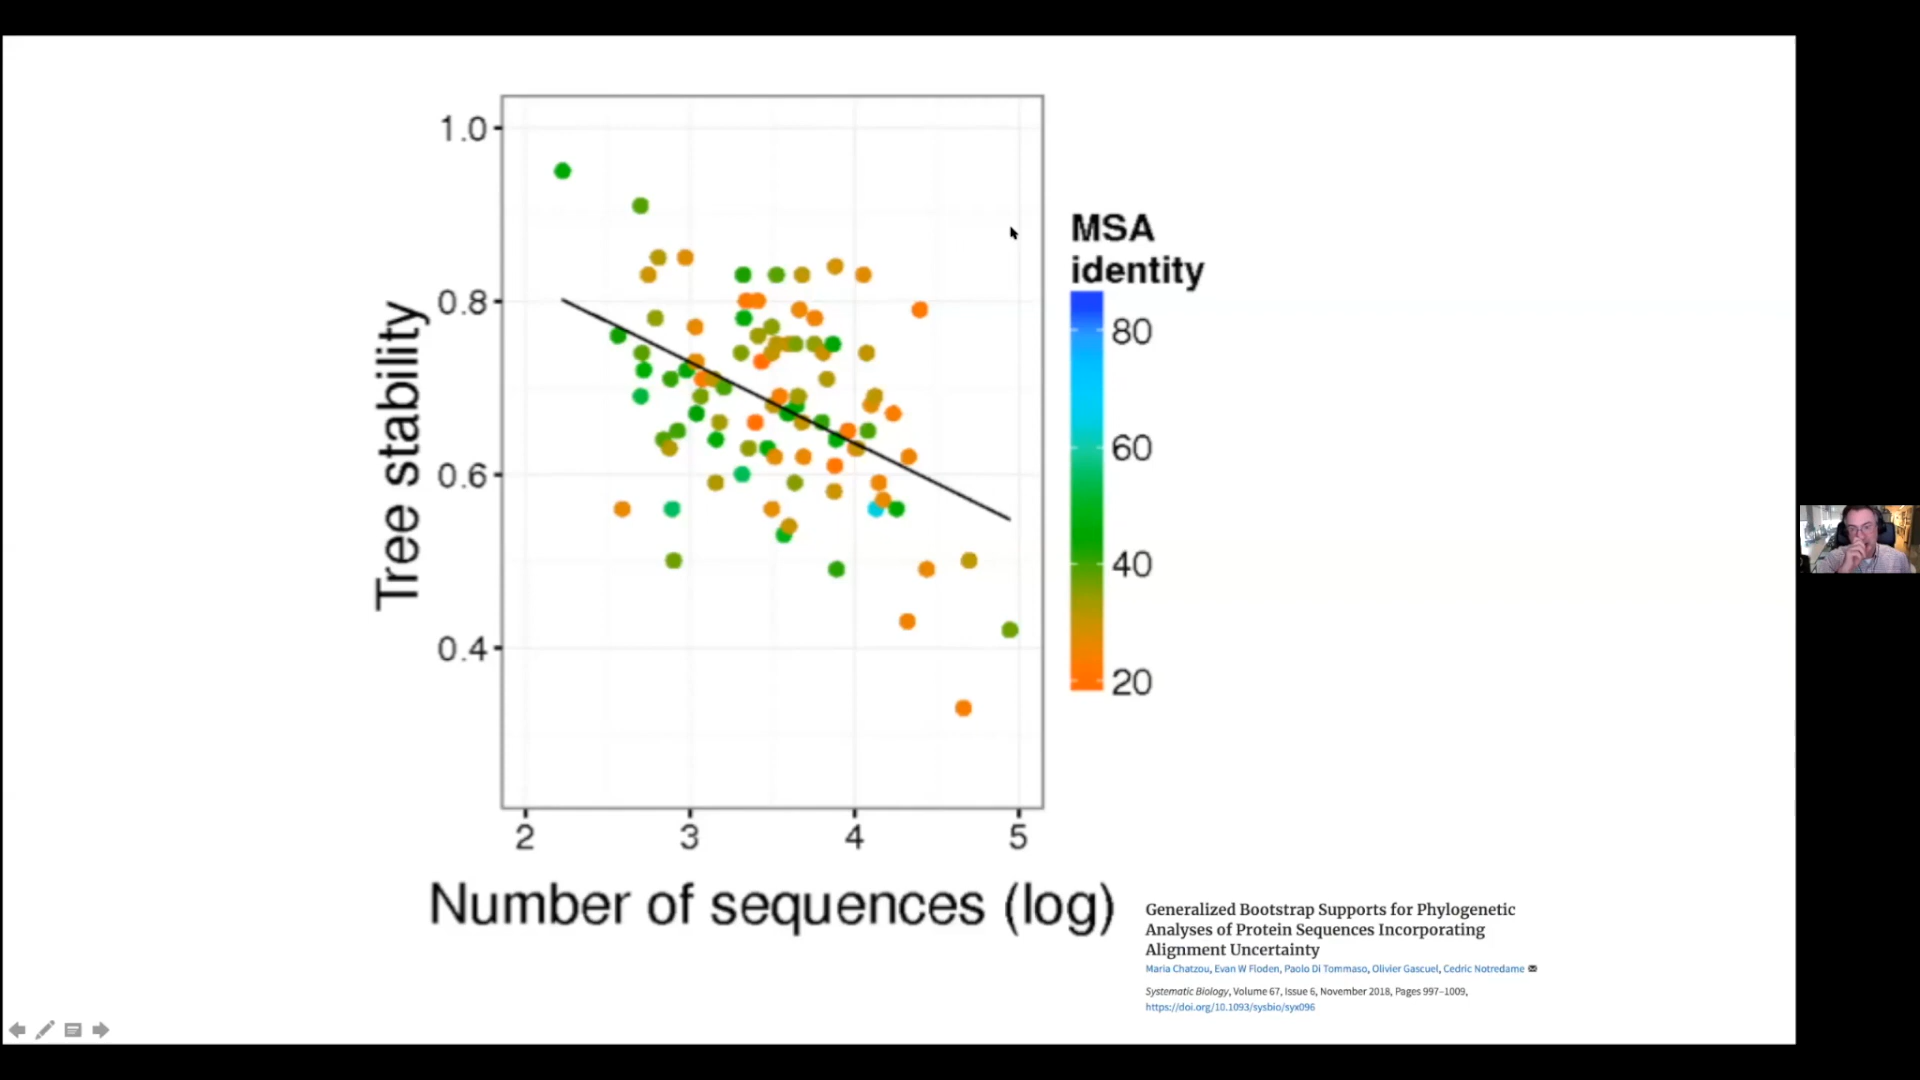 1.0
0.8
0.6
0.4
Tree stability
2 3 4 5
Number of sequences (log)
MSA
identity
80
60
40
20
Generalized Bootstrap Supports for Phylogenetic
Analyses of Protein Sequences Incorporating
Alignment Uncertainty
Maria Chatzou, Evan W Floden, Paolo Di Tommaso, Olivier Gascuel, Cedric Notredame
Systematic Biology, Volume 67, Issue 6, November 2018, Pages 997–1009,
https://doi.org/10.1093/sysbio/syx096